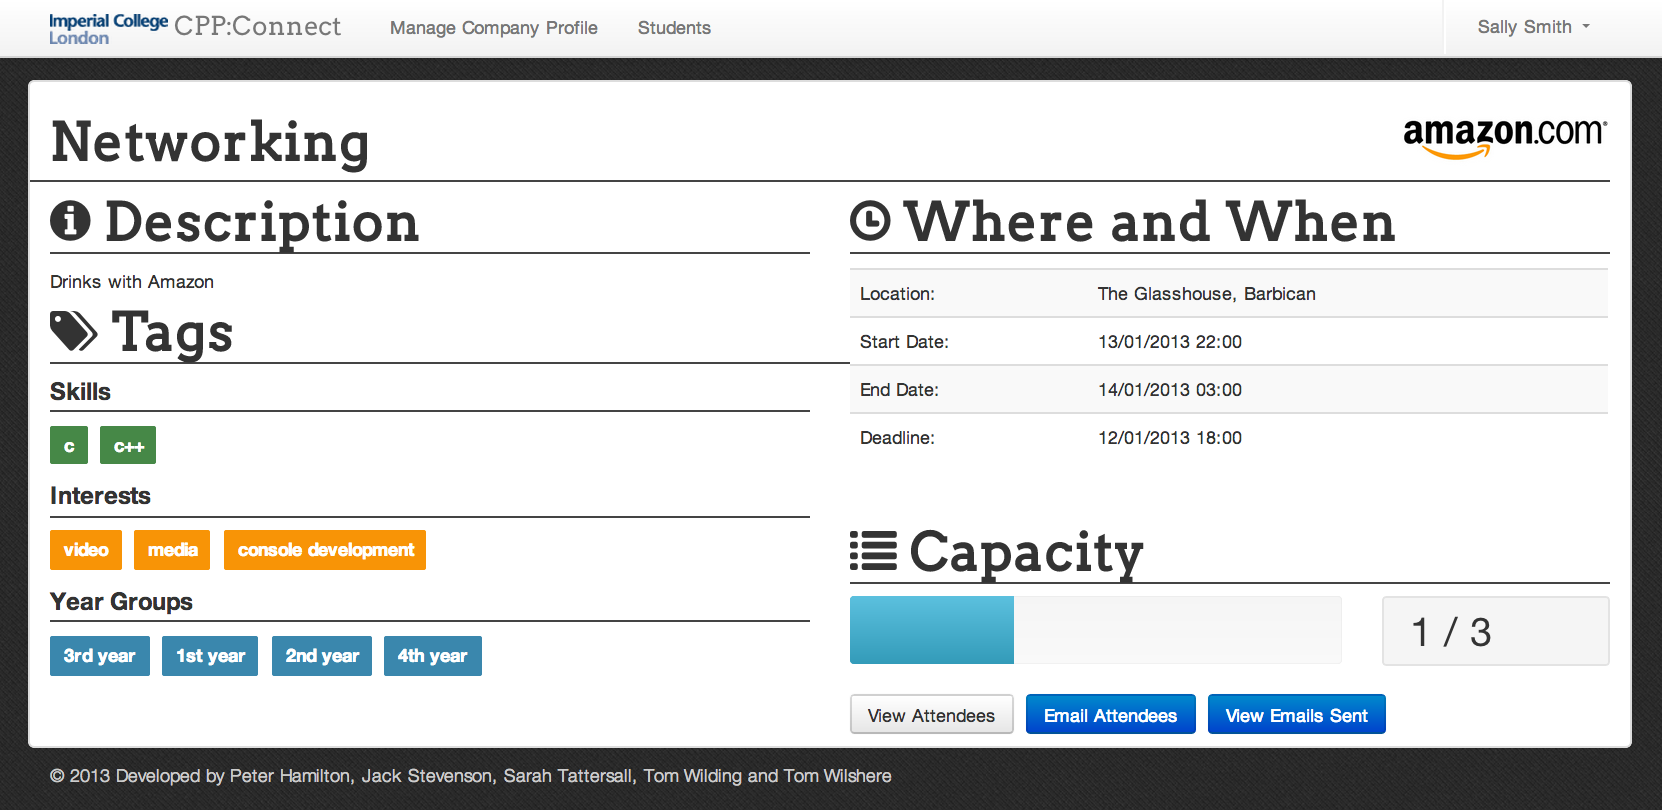 Imperial College
London
CPP:Connect
Manage Company Profile
Students
Sally Smith
Networking
amazon.com®
Description
Drinks with Amazon
Tags
Skills
c
c++
Interests
video
media
console development
Year Groups
3rd year
1st year
2nd year
4th year
Where and When
Location: The Glasshouse, Barbican
Start Date: 13/01/2013 22:00
End Date: 14/01/2013 03:00
Deadline: 12/01/2013 18:00
Capacity
1 / 3
View Attendees
Email Attendees
View Emails Sent
© 2013 Developed by Peter Hamilton, Jack Stevenson, Sarah Tattersall, Tom Wilding and Tom Wilshere